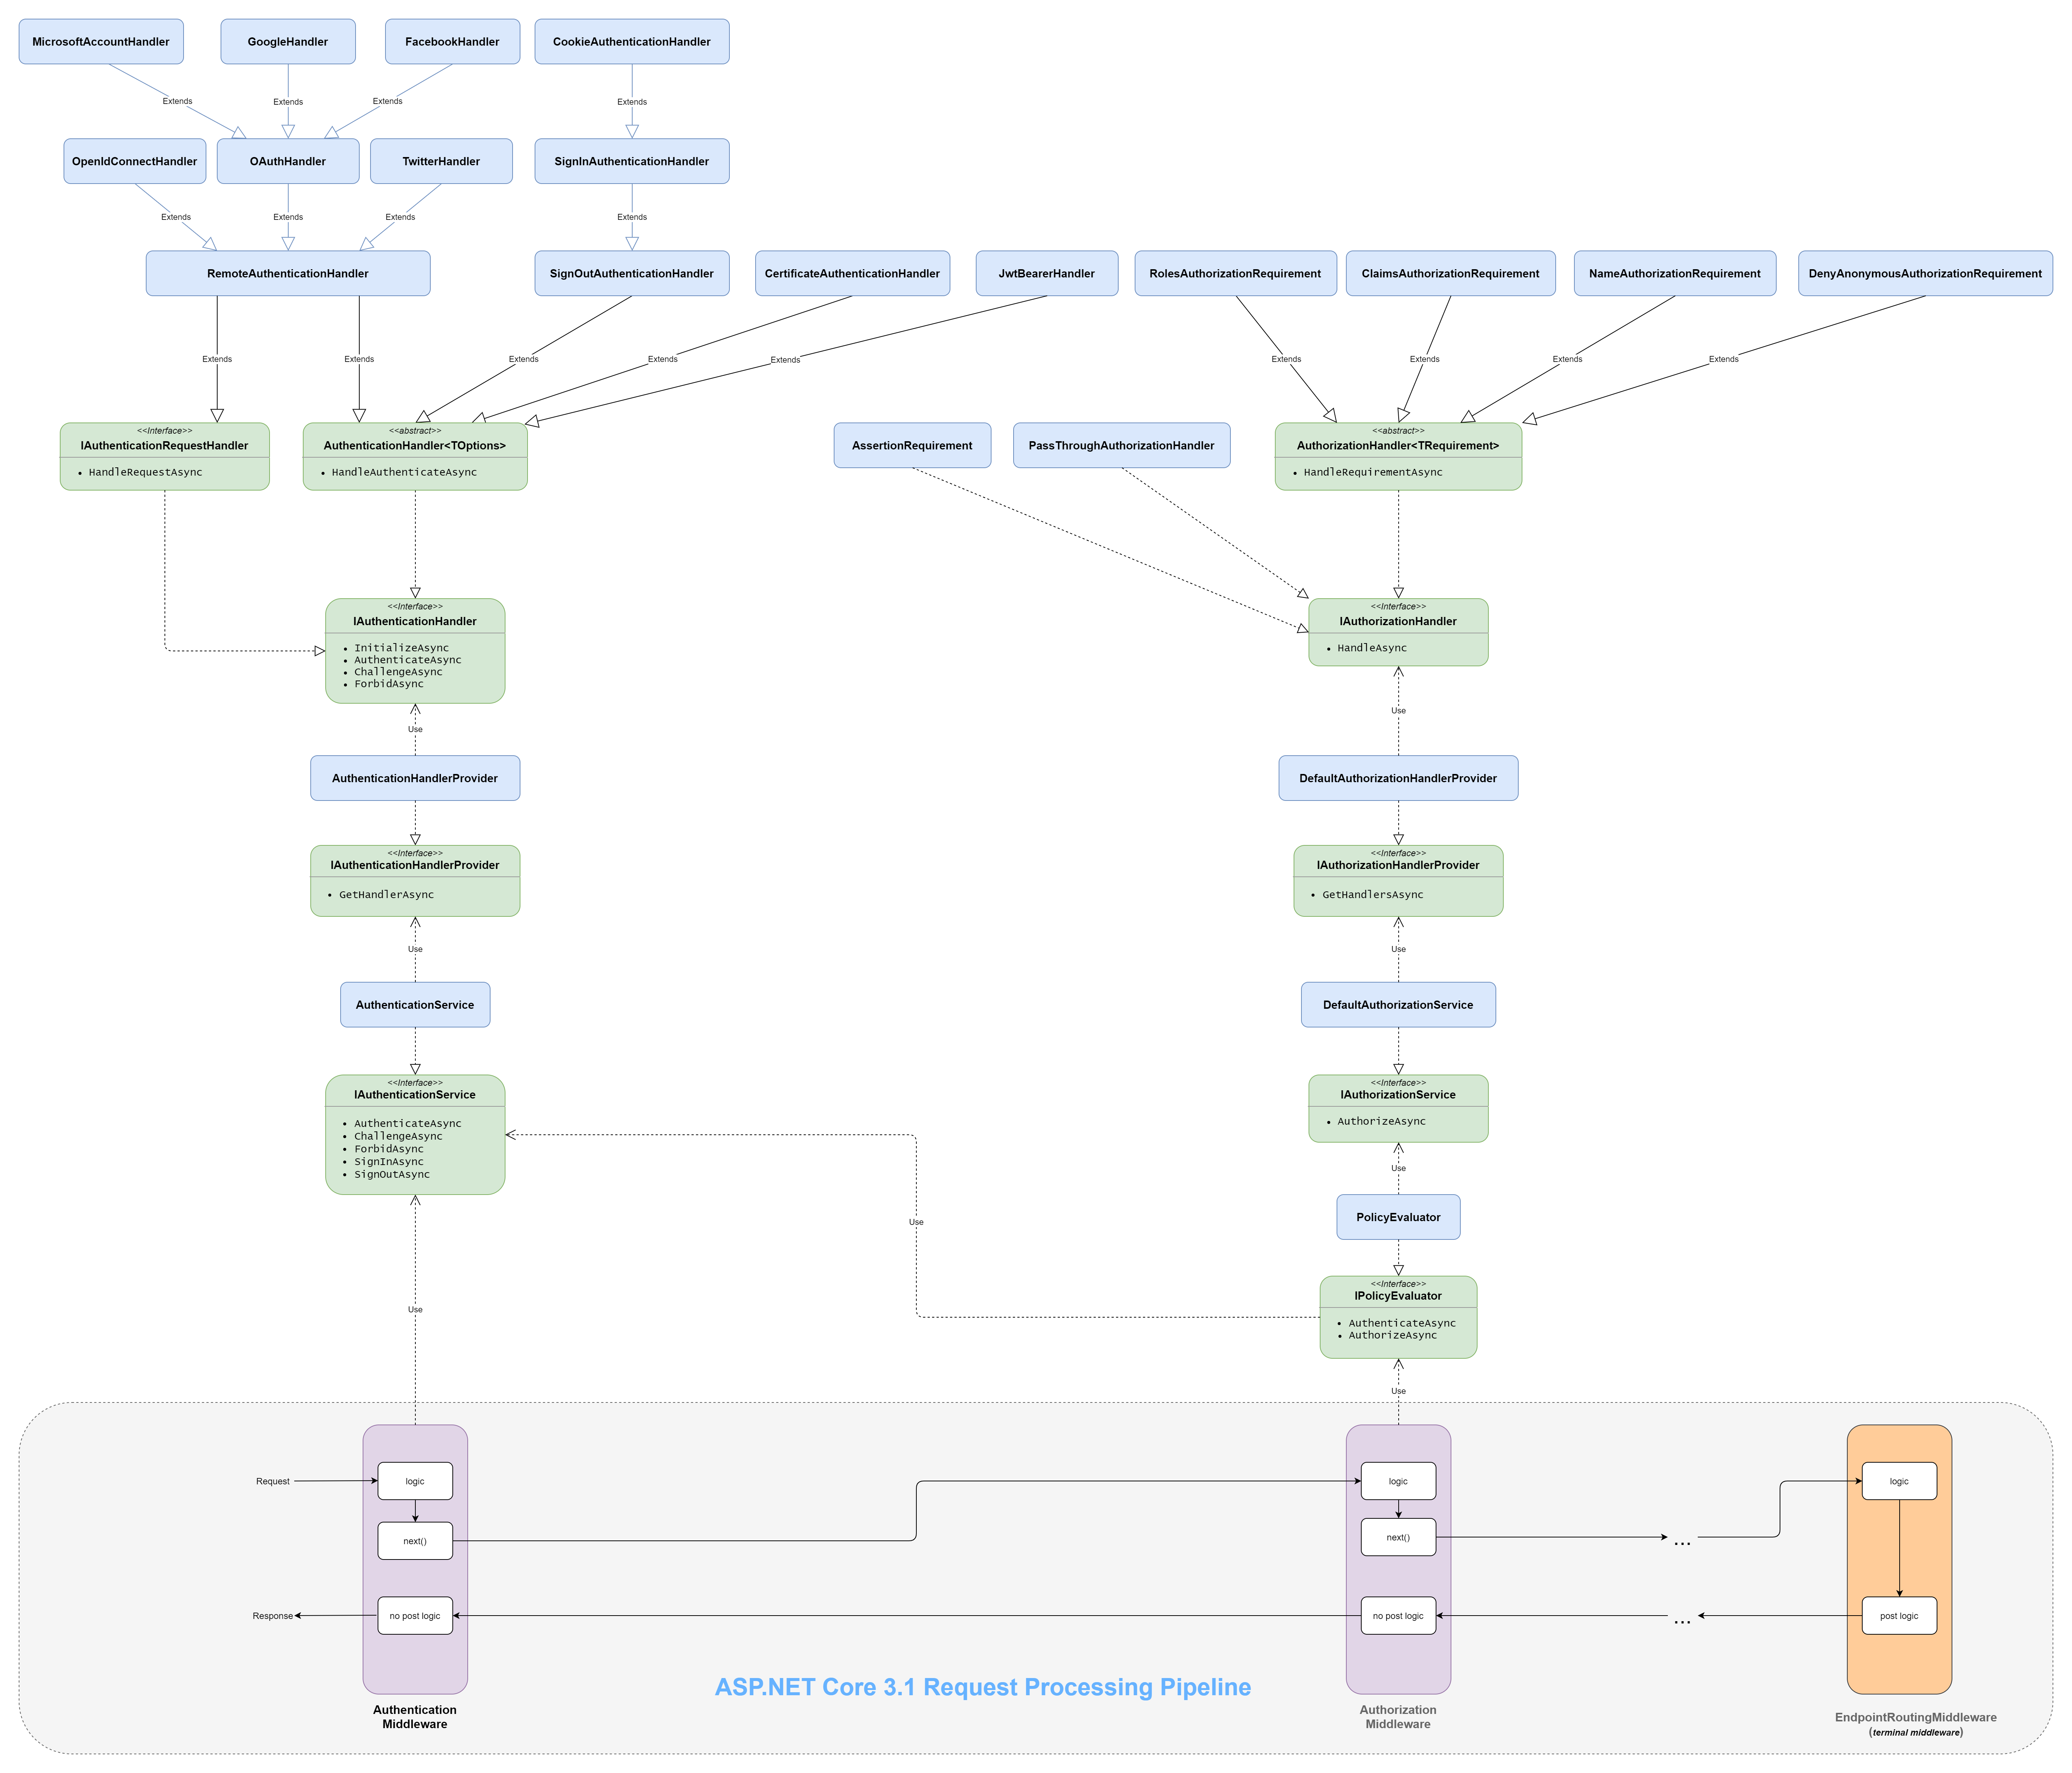 MicrosoftAccountHandler
GoogleHandler
FacebookHandler
CookieAuthenticationHandler
Extends
Extends
Extends
Extends
OpenIdConnectHandler
OAuthHandler
TwitterHandler
SignInAuthenticationHandler
Extends
Extends
Extends
Extends
RemoteAuthenticationHandler
SignOutAuthenticationHandler
CertificateAuthenticationHandler
JwtBearerHandler
RolesAuthorizationRequirement
ClaimsAuthorizationRequirement
NameAuthorizationRequirement
DenyAnonymousAuthorizationRequirement
Extends
Extends
Extends
Extends
Extends
Extends
Extends
Extends
Extends
<<Interface>>
IAuthenticationRequestHandler
• HandleRequestAsync
<<abstract>>
AuthenticationHandler<TOptions>
• HandleAuthenticateAsync
AssertionRequirement
PassThroughAuthorizationHandler
<<abstract>>
AuthorizationHandler<TRequirement>
• HandleRequirementAsync
<<Interface>>
IAuthenticationHandler
• InitializeAsync
• AuthenticateAsync
• ChallengeAsync
• ForbidAsync
<<Interface>>
IAuthorizationHandler
• HandleAsync
Use
Use
AuthenticationHandlerProvider
DefaultAuthorizationHandlerProvider
<<Interface>>
IAuthenticationHandlerProvider
• GetHandlerAsync
<<Interface>>
IAuthorizationHandlerProvider
• GetHandlersAsync
Use
Use
AuthenticationService
DefaultAuthorizationService
<<Interface>>
IAuthenticationService
• AuthenticateAsync
• ChallengeAsync
• ForbidAsync
• SignInAsync
• SignOutAsync
<<Interface>>
IAuthorizationService
• AuthorizeAsync
Use
PolicyEvaluator
Use
<<Interface>>
IPolicyEvaluator
• AuthenticateAsync
• AuthorizeAsync
Use
Use
Request
logic
logic
logic
next()
next()
...
Response
no post logic
no post logic
...
post logic
ASP.NET Core 3.1 Request Processing Pipeline
Authentication
Middleware
Authorization
Middleware
EndpointRoutingMiddleware
(terminal middleware)